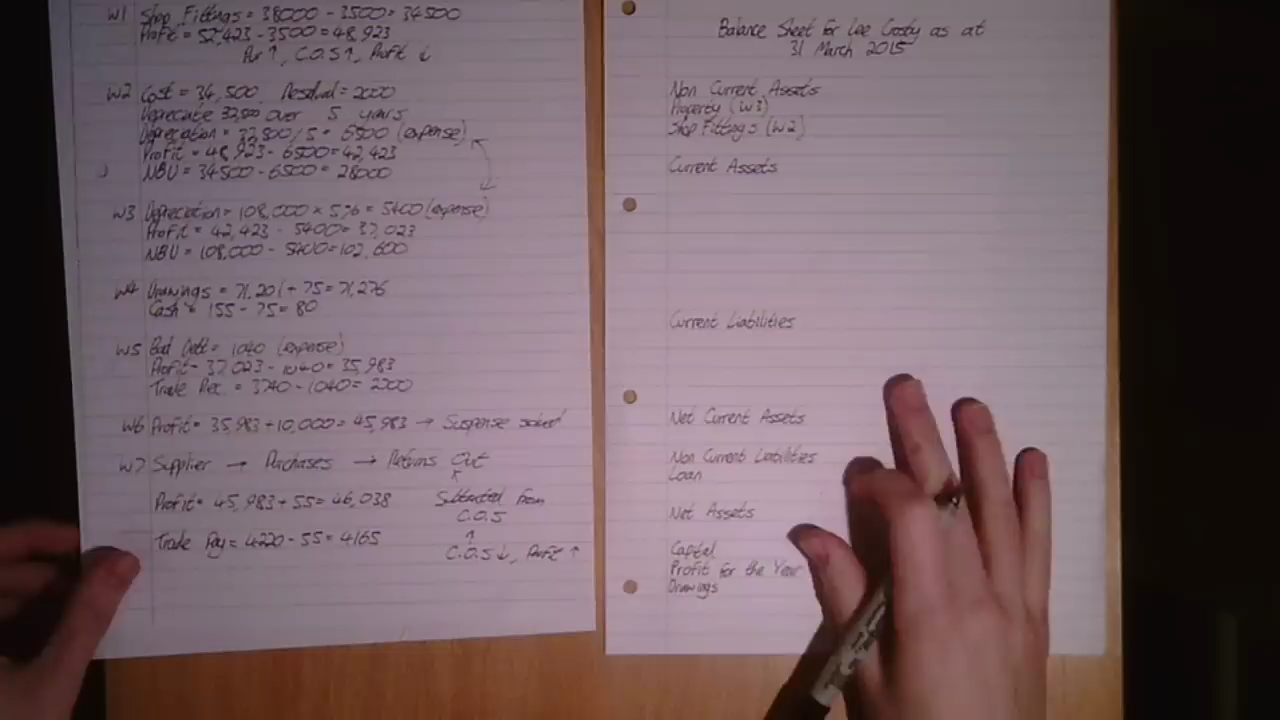 W1 Shop Fittings = 38000 - 3500 = 34500
Profit = 52,423 - 3500 = 48,923
Pur ↑, C.O.S ↑, Profit ↓
W2 Cost = 34,500 Residual = 2000
Depreciate 32,500 over 5 years
Depreciation = 32,500 / 5 = 6500 (expense)
Profit = 48,923 - 6500 = 42,423
NBV = 34500 - 6500 = 28000
W3 Depreciation = 108,000 × 5% = 5400 (expense)
Profit = 42,423 - 5400 = 37,023
NBV = 108,000 - 5400 = 102,600
W4 Drawings = 71,201 + 75 = 71,276
Cash = 155 - 75 = 80
W5 Bad Debt = 1040 (expense)
Profit = 37,023 - 1040 = 35,983
Trade Rec. = 3740 - 1040 = 2700
W6 Profit = 35,983 + 10,000 = 45,983 → Suspense solved
W7 Supplier → Purchases → Returns Out
Profit = 45,983 + 55 = 46,038
Subtracted from
C.O.S
Trade Pay = 4220 - 55 = 4165
C.O.S ↓, Profit ↑
Balance Sheet for Lee Crosby as at
31 March 2015
Non Current Assets
Property (W3)
Shop Fittings (W2)
Current Assets
Current Liabilities
Net Current Assets
Non Current Liabilities
Loan
Net Assets
Capital
Profit for the Year
Drawings